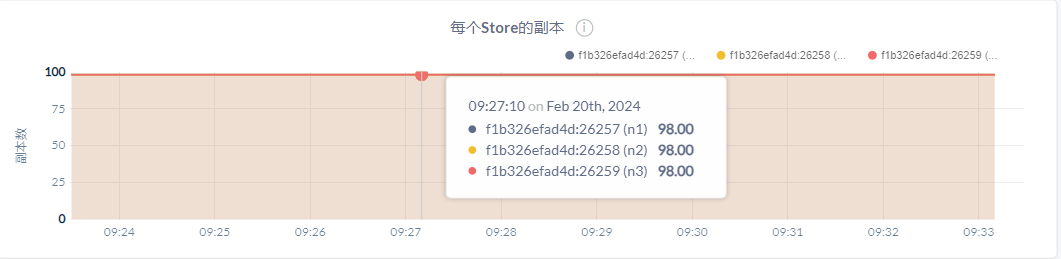 每个Store的副本 i
f1b326efad4d:26257 (... f1b326efad4d:26258 (... f1b326efad4d:26259 (...
100
75
50
25
0
副本数
09:27:10 on Feb 20th, 2024
f1b326efad4d:26257 (n1) 98.00
f1b326efad4d:26258 (n2) 98.00
f1b326efad4d:26259 (n3) 98.00
09:24 09:25 09:26 09:27 09:28 09:29 09:30 09:31 09:32 09:33